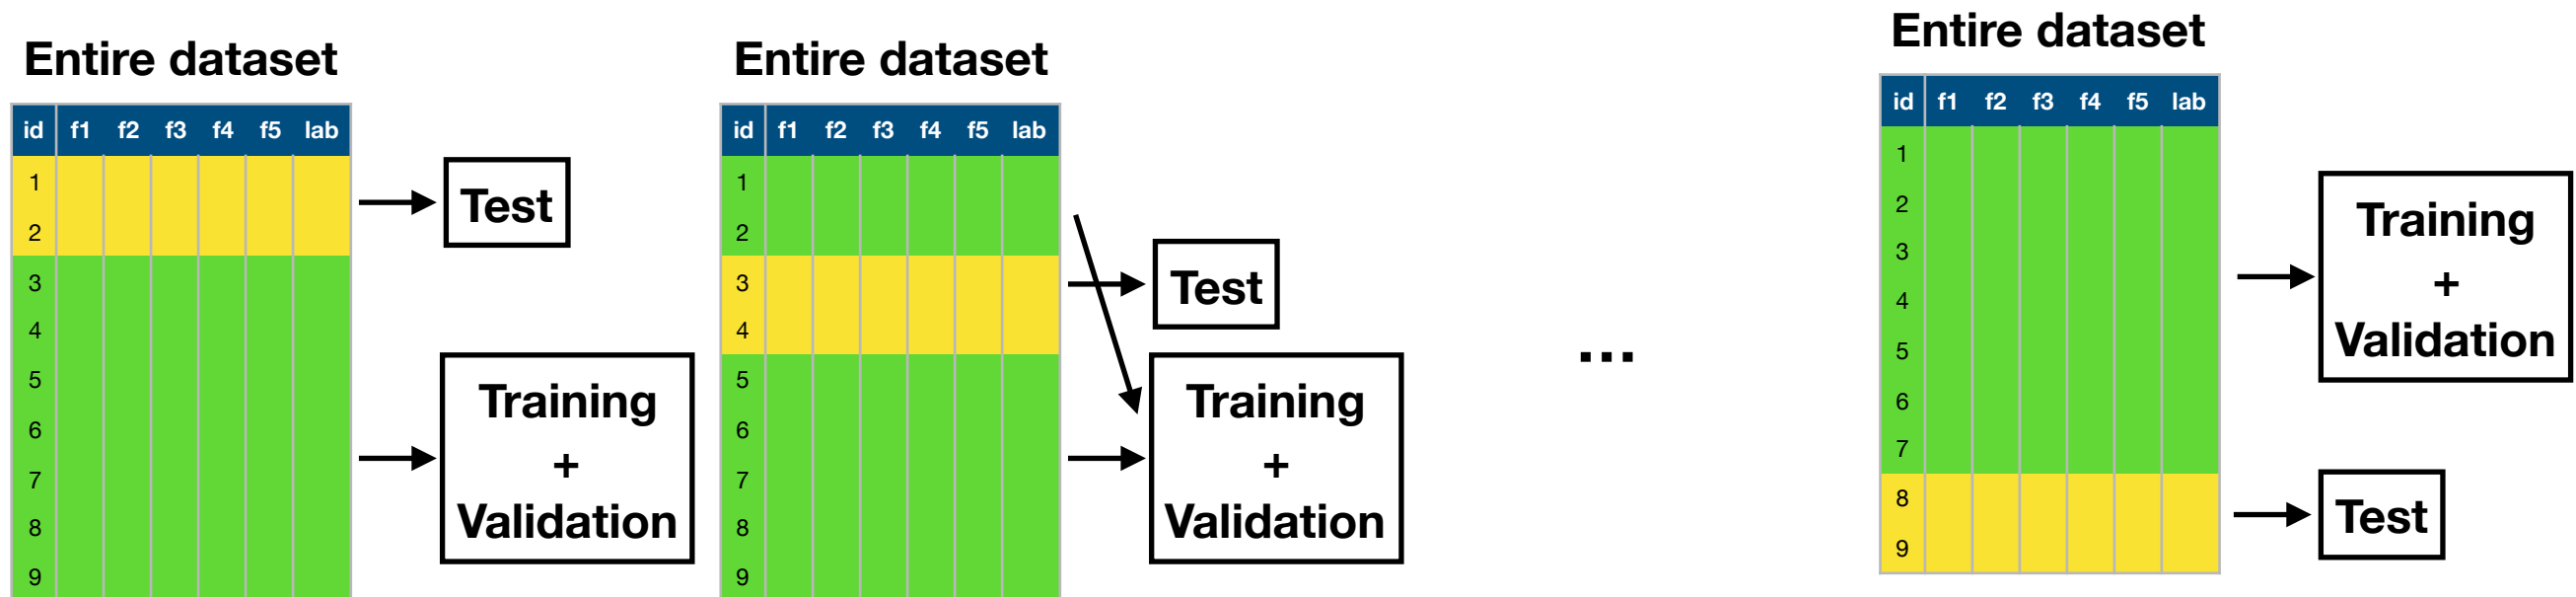 Entire dataset
id f1 f2 f3 f4 f5 lab
1
2
3
4
5
6
7
8
9
Test
Training
+
Validation
Entire dataset
id f1 f2 f3 f4 f5 lab
1
2
3
4
5
6
7
8
9
Test
Training
+
Validation
...
Entire dataset
id f1 f2 f3 f4 f5 lab
1
2
3
4
5
6
7
8
9
Training
+
Validation
Test